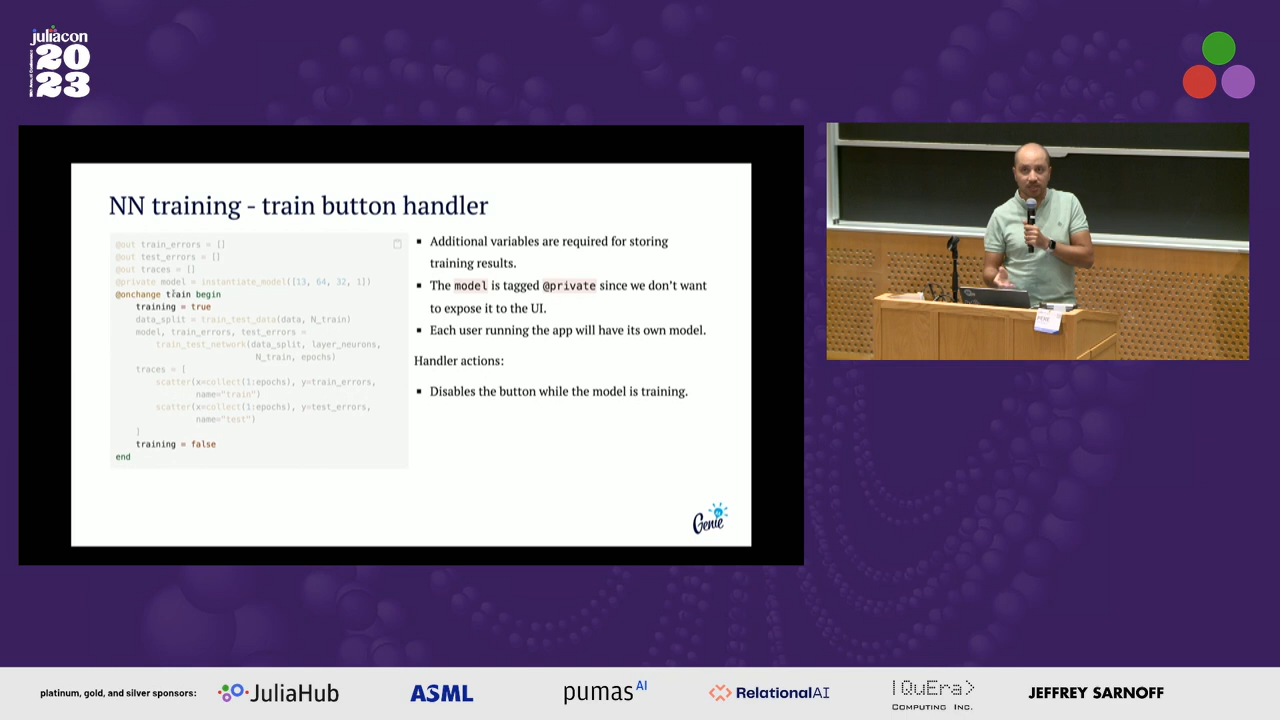 juliacon
20
23
NN training - train button handler
@out train_errors = []
@out test_errors = []
@out traces = []
@private model = instantiate_model([13, 64, 32, 1])
@onchange train begin
training = true
data_split = train_test_data(data, N_train)
model, train_errors, test_errors =
train_test_network(data_split, layer_neurons,
N_train, epochs)
traces = [
scatter(x=collect(1:epochs), y=train_errors,
name="train")
scatter(x=collect(1:epochs), y=test_errors,
name="test")
]
training = false
end
▪ Additional variables are required for storing
training results.
▪ The model is tagged @private since we don't want
to expose it to the UI.
▪ Each user running the app will have its own model.
Handler actions:
▪ Disables the button while the model is training.
Genie
PERE
platinum, gold, and silver sponsors:
JuliaHub
ASML
pumas AI
RelationalAI
|QuEra>
COMPUTING INC.
JEFFREY SARNOFF